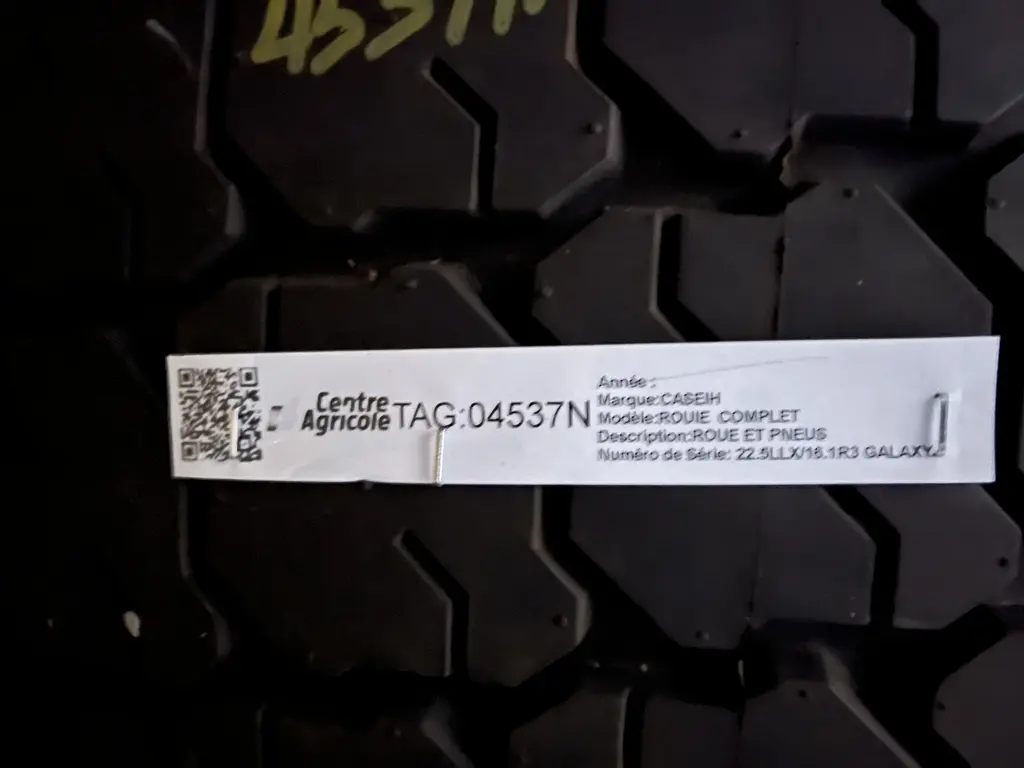 4537N
Centre
Agricole
TAG:04537N
Année :
Marque:CASEIH
Modèle:ROUIE COMPLET
Description:ROUE ET PNEUS
Numéro de Série: 22.5LLX/16.1R3 GALAXY